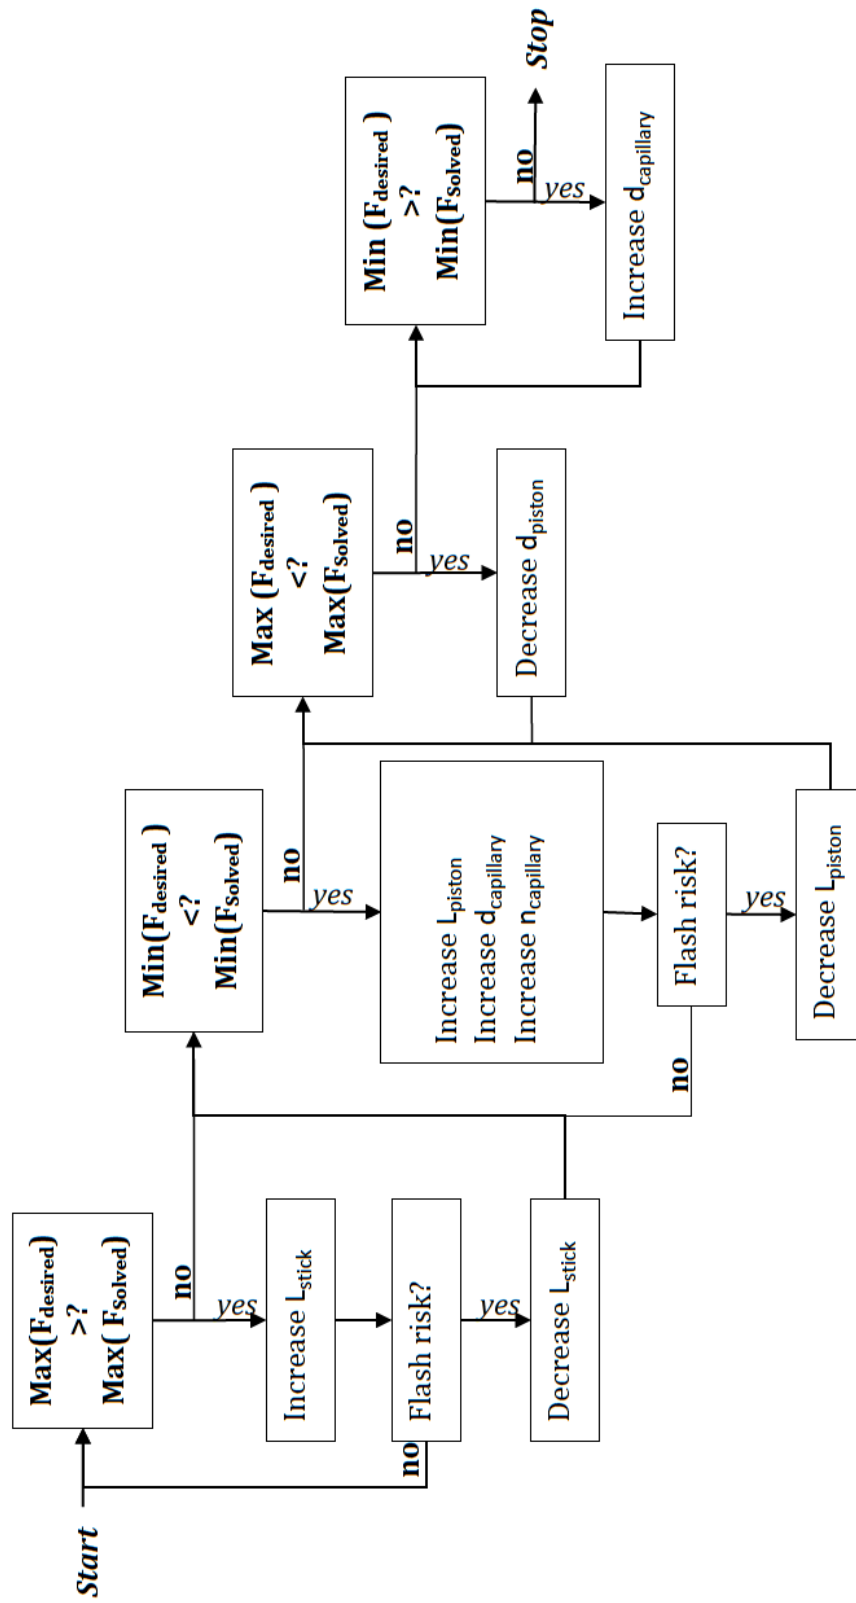 Start
Max(Fdesired)
>?
Max( FSolved)
no
yes
Increase Lstick
Flash risk?
no
yes
Decrease Lstick
Min(Fdesired )
<?
Min(FSolved)
no
yes
Increase Lpiston
Increase dcapillary
Increase ncapillary
Flash risk?
no
yes
Decrease Lpiston
Max (Fdesired )
<?
Max(FSolved)
no
yes
Decrease dpiston
Min (Fdesired )
>?
Min(FSolved)
no
Stop
yes
Increase dcapillary